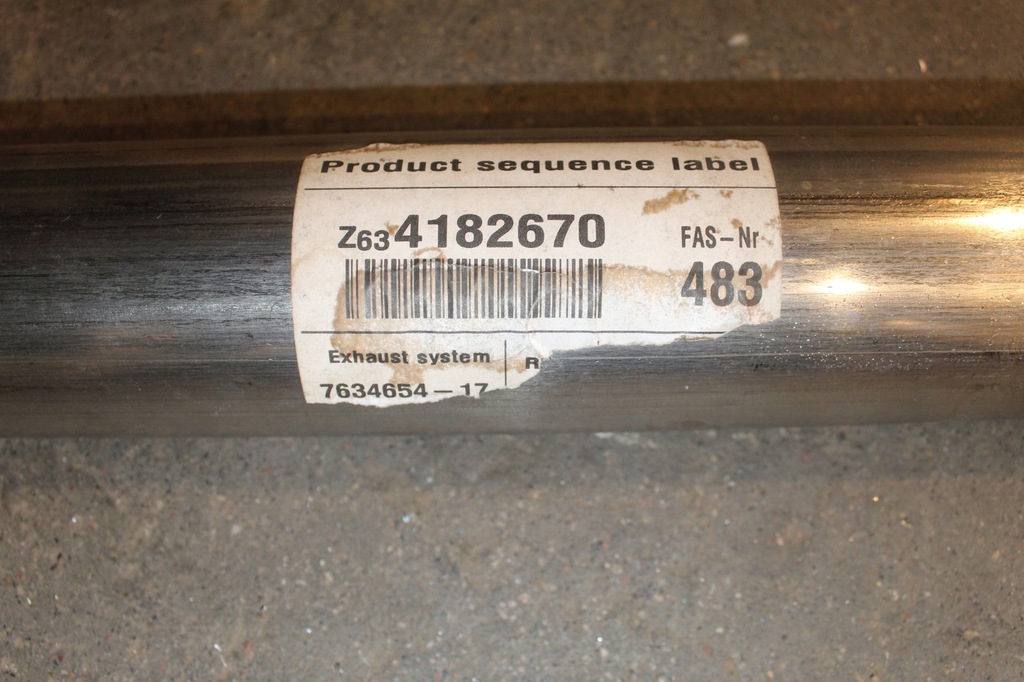 Product sequence label
Z63 4182670 FAS-Nr
483
Exhaust system R
7634654-17